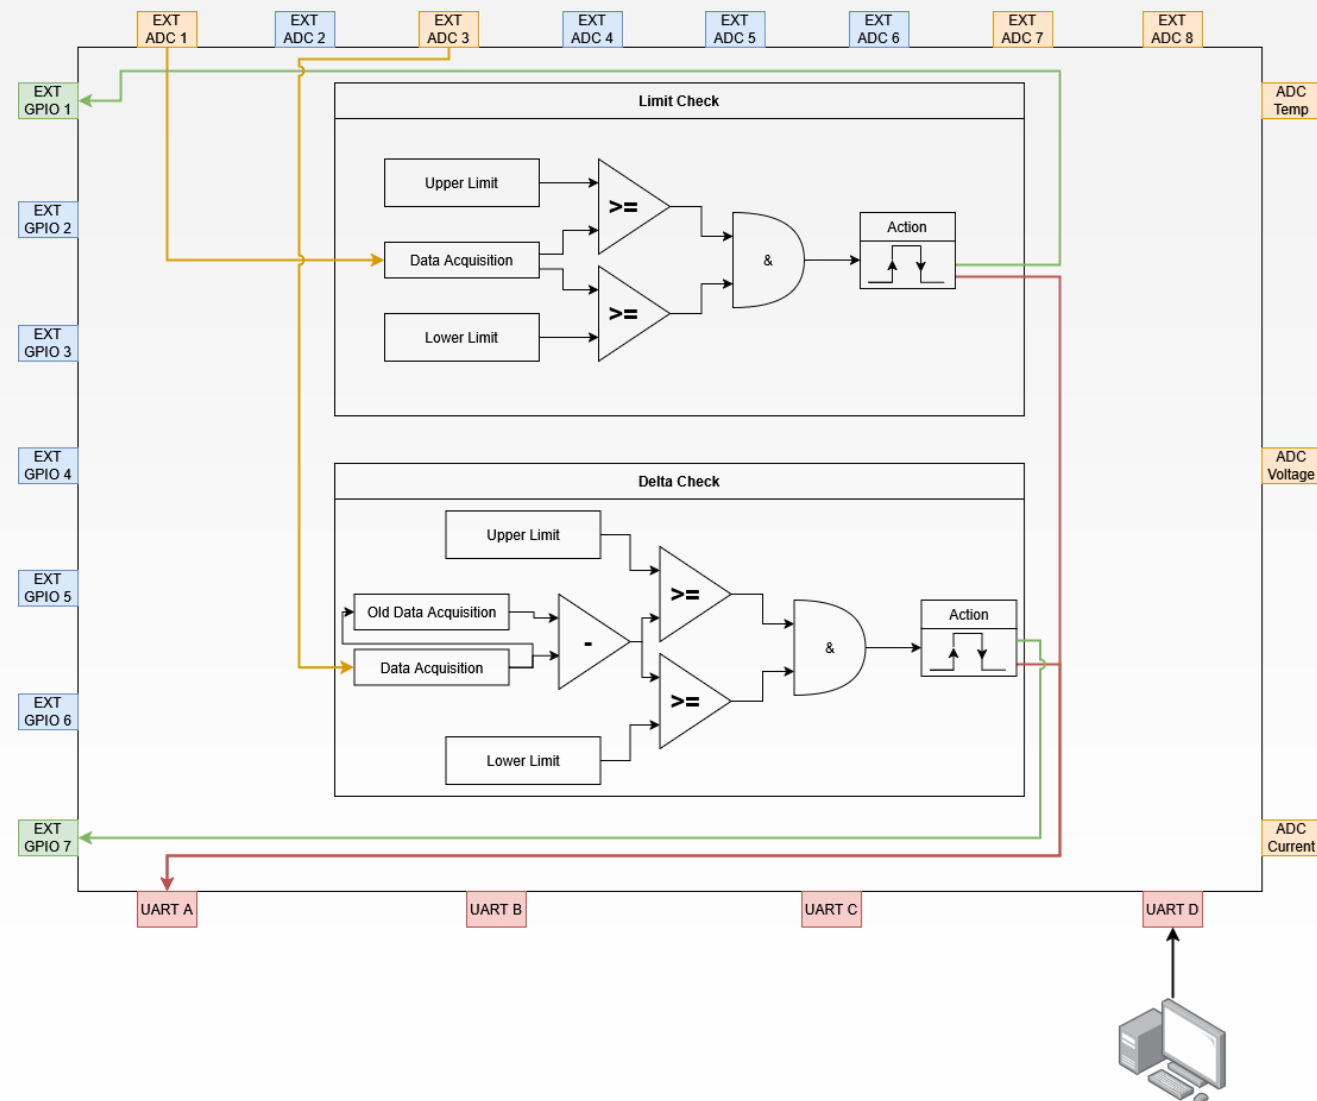 EXT
ADC 1
EXT
ADC 2
EXT
ADC 3
EXT
ADC 4
EXT
ADC 5
EXT
ADC 6
EXT
ADC 7
EXT
ADC 8
EXT
GPIO 1
EXT
GPIO 2
EXT
GPIO 3
EXT
GPIO 4
EXT
GPIO 5
EXT
GPIO 6
EXT
GPIO 7
Limit Check
Upper Limit
Data Acquisition
Lower Limit
>=
>=
&
Action
Delta Check
Upper Limit
Old Data Acquisition
Data Acquisition
Lower Limit
-
>=
>=
&
Action
ADC
Temp
ADC
Voltage
ADC
Current
UART A
UART B
UART C
UART D